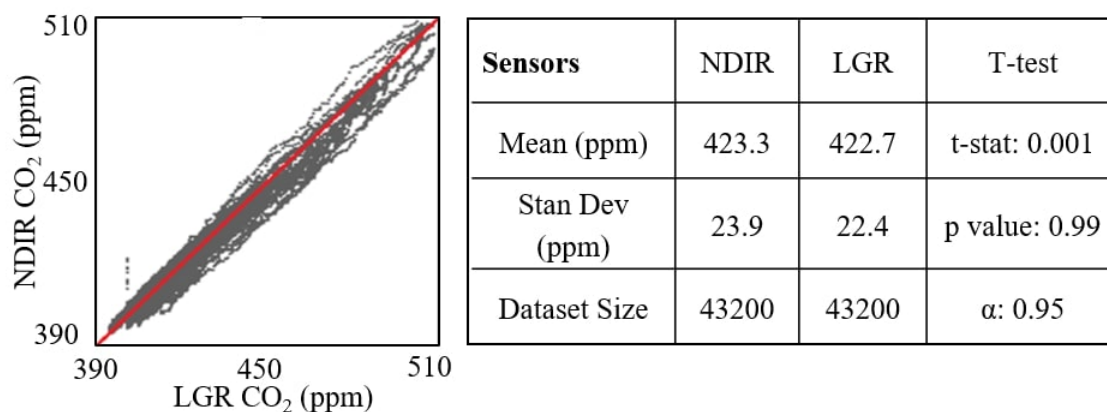 510
450
390
NDIR CO₂ (ppm)
390 450 510
LGR CO₂ (ppm)
Sensors NDIR LGR T-test
Mean (ppm) 423.3 422.7 t-stat: 0.001
Stan Dev
(ppm) 23.9 22.4 p value: 0.99
Dataset Size 43200 43200 α: 0.95